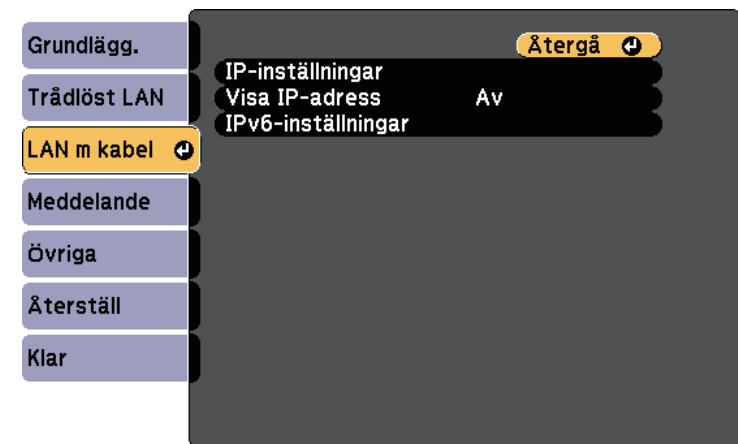 Grundlägg.
Trådlöst LAN
LAN m kabel
Meddelande
Övriga
Återställ
Klar
Återgå
IP-inställningar
Visa IP-adress Av
IPv6-inställningar